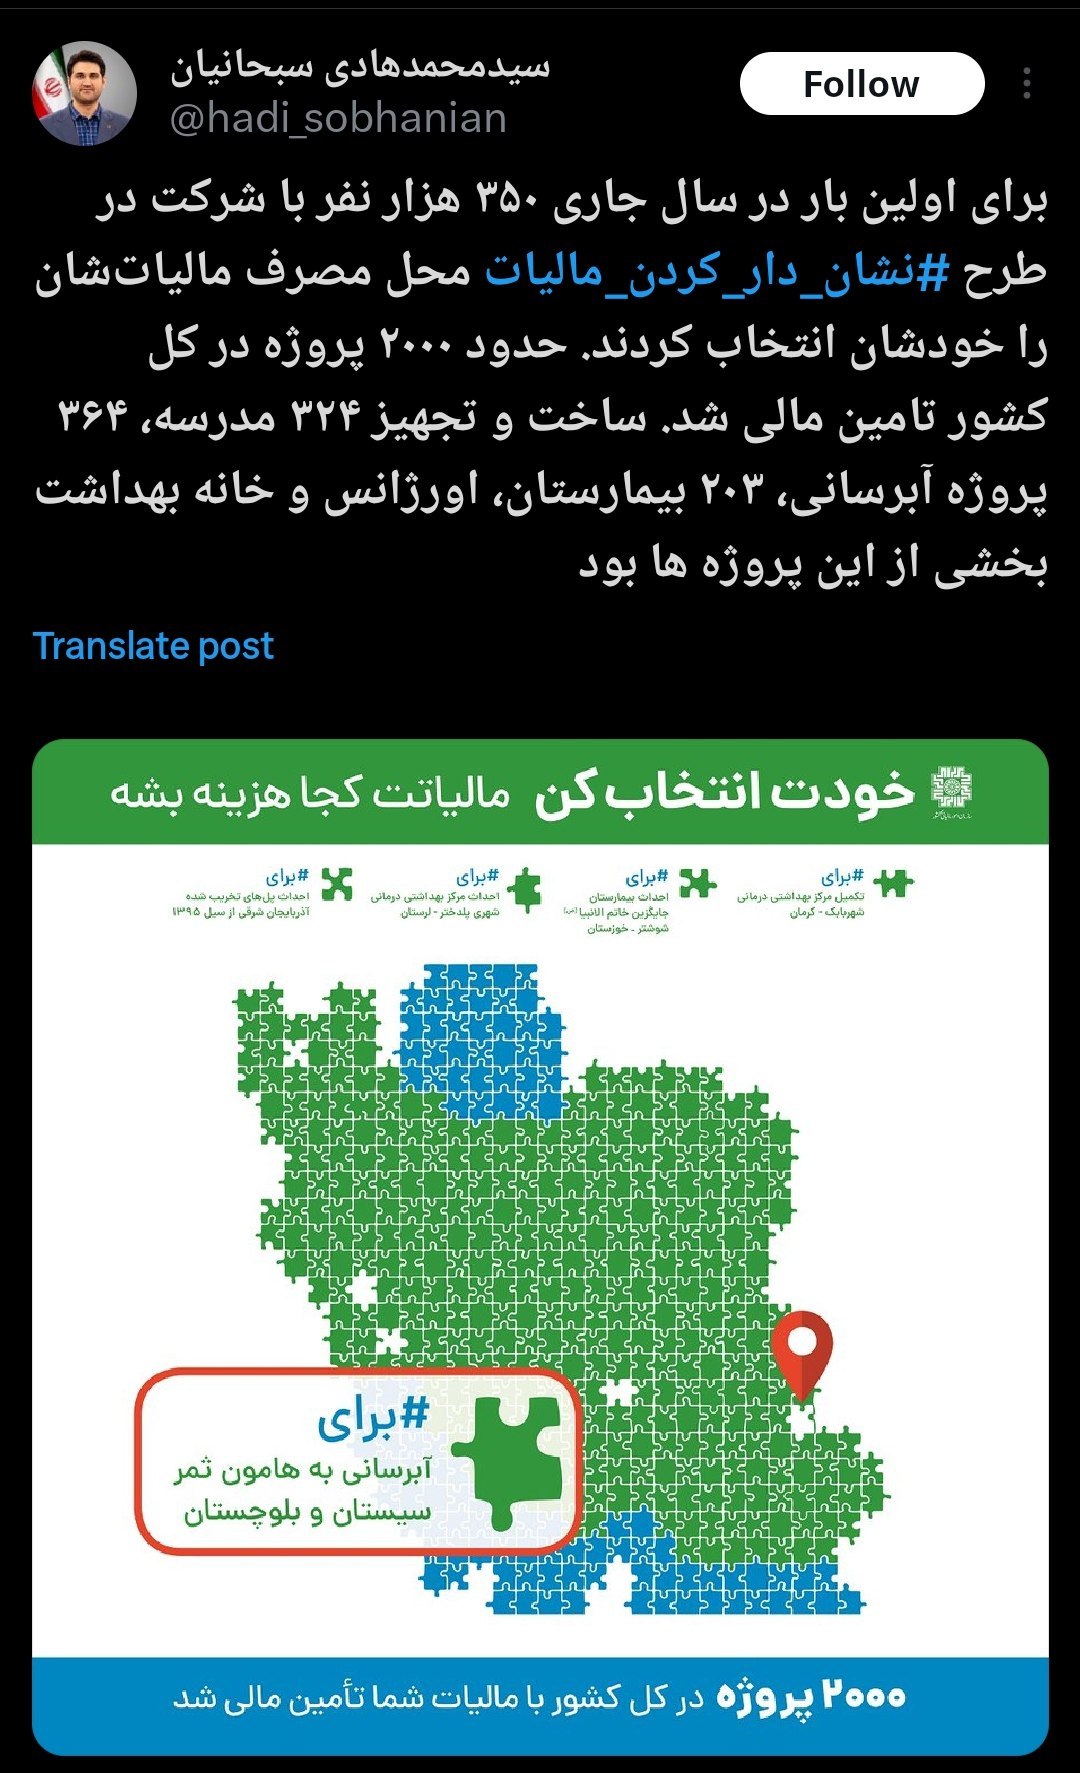 سیدمحمدهادی سبحانیان
@hadi_sobhanian
Follow
برای اولین بار در سال جاری ۳۵۰ هزار نفر با شرکت در
طرح #نشان_دار_کردن_مالیات محل مصرف مالیات‌شان
را خودشان انتخاب کردند. حدود ۲۰۰۰ پروژه در کل
کشور تامین مالی شد. ساخت و تجهیز ۳۲۴ مدرسه، ۳۶۴
پروژه آبرسانی، ۲۰۳ بیمارستان، اورژانس و خانه بهداشت
بخشی از این پروژه ها بود
Translate post
خودت انتخاب کن مالیاتت کجا هزینه بشه
#برای
تکمیل مرکز بهداشتی درمانی
شهربابک - کرمان
#برای
احداث بیمارستان
جایگزین خاتم الانبیا
شوشتر - خوزستان
#برای
احداث مرکز بهداشتی درمانی
شهری پلدختر - لرستان
#برای
احداث پل‌های تخریب شده
آذربایجان شرقی از سیل ۱۳۹۵
#برای
آبرسانی به هامون ثمر
سیستان و بلوچستان
۲۰۰۰ پروژه در کل کشور با مالیات شما تأمین مالی شد